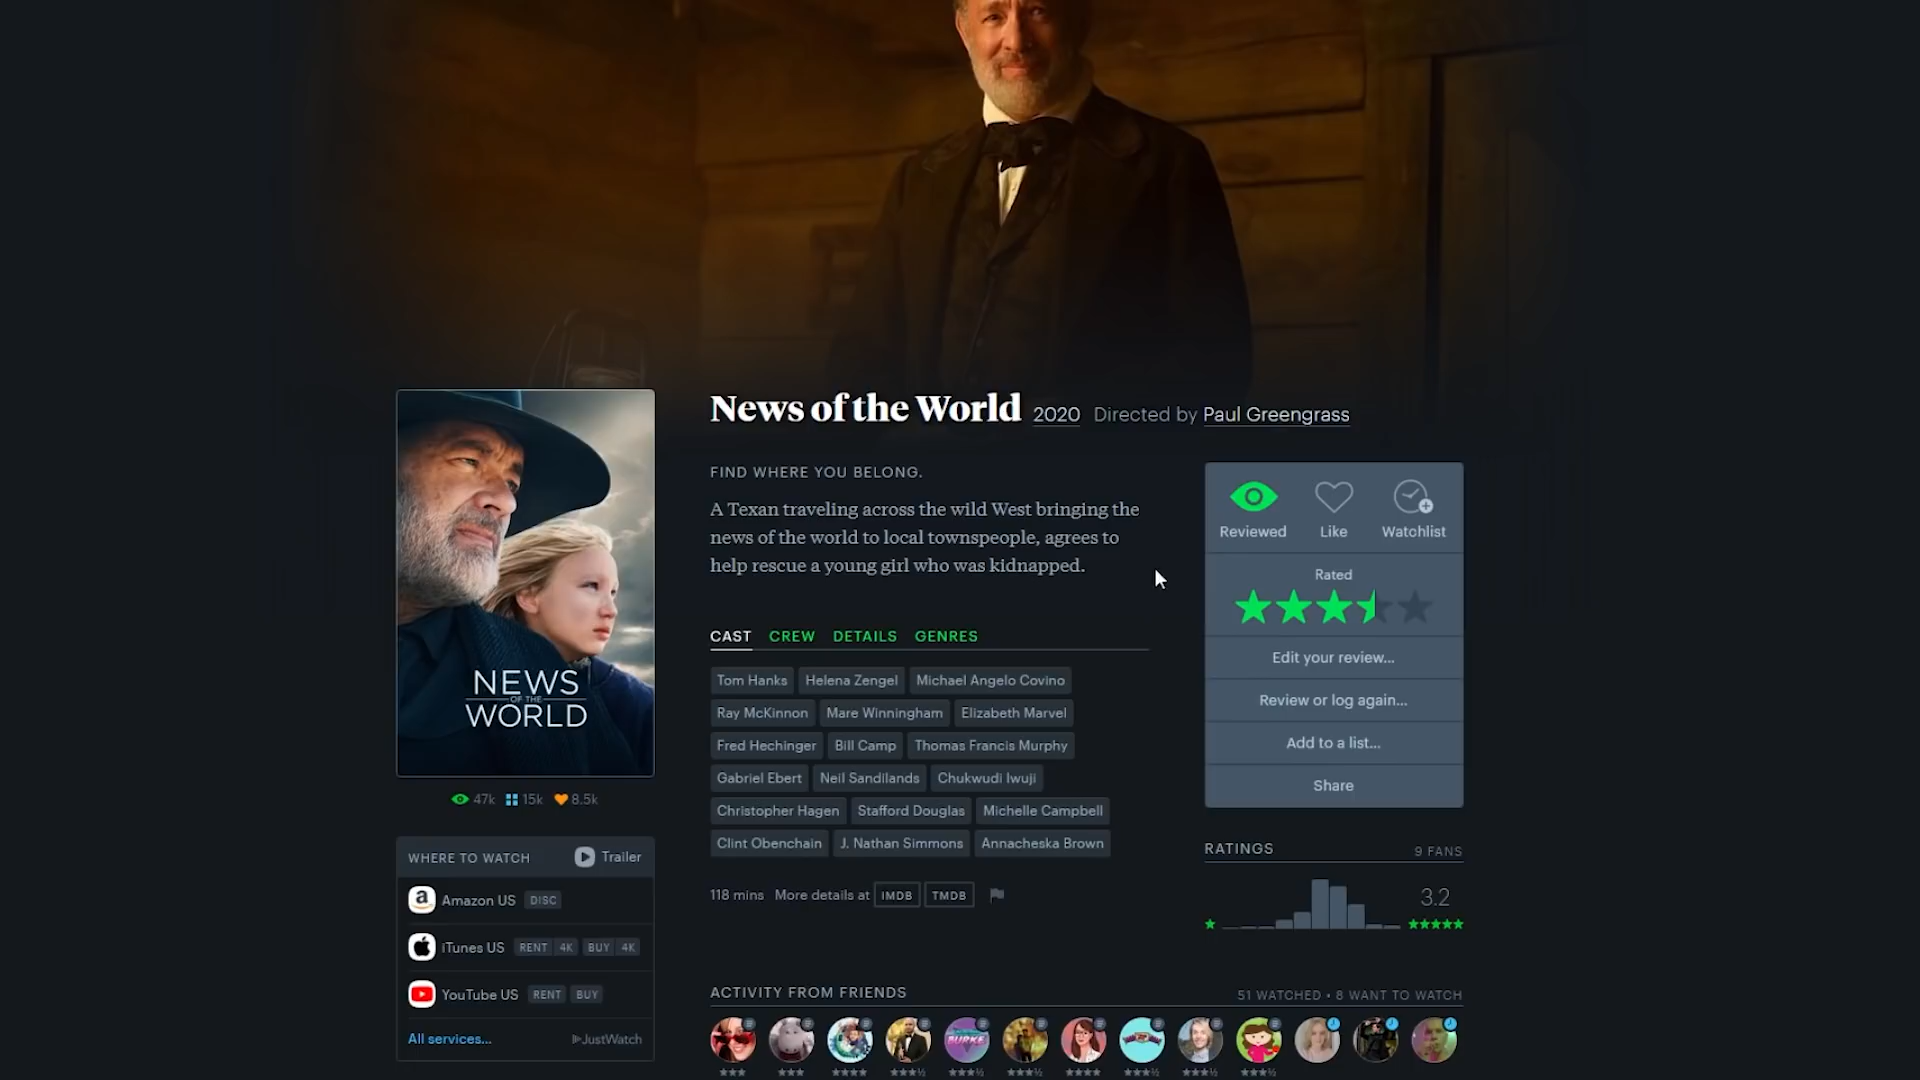 News of the World 2020 Directed by Paul Greengrass
FIND WHERE YOU BELONG.
A Texan traveling across the wild West bringing the
news of the world to local townspeople, agrees to
help rescue a young girl who was kidnapped.
CAST CREW DETAILS GENRES
Tom Hanks Helena Zengel Michael Angelo Covino
Ray McKinnon Mare Winningham Elizabeth Marvel
Fred Hechinger Bill Camp Thomas Francis Murphy
Gabriel Ebert Neil Sandilands Chukwudi Iwuji
Christopher Hagen Stafford Douglas Michelle Campbell
Clint Obenchain J. Nathan Simmons Annacheska Brown
118 mins More details at IMDB TMDB
NEWS
OF THE
WORLD
47k 15k 8.5k
WHERE TO WATCH Trailer
Amazon US DISC
iTunes US RENT 4K BUY 4K
YouTube US RENT BUY
All services... JustWatch
Reviewed Like Watchlist
Rated
Edit your review...
Review or log again...
Add to a list...
Share
RATINGS 9 FANS
3.2
ACTIVITY FROM FRIENDS 51 WATCHED • 8 WANT TO WATCH
BURKE